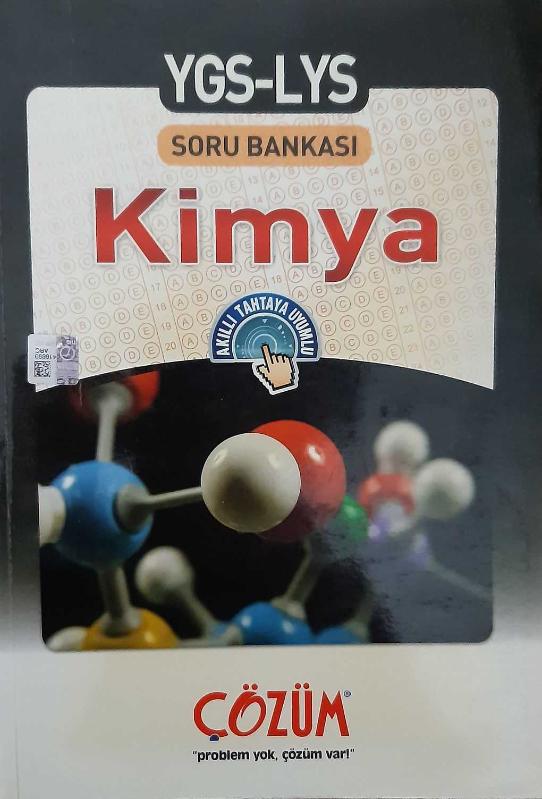 YGS-LYS
SORU BANKASI
Kimya
AKILLI TAHTAYA UYUMLU
ÇÖZÜM®
"problem yok, çözüm var!"